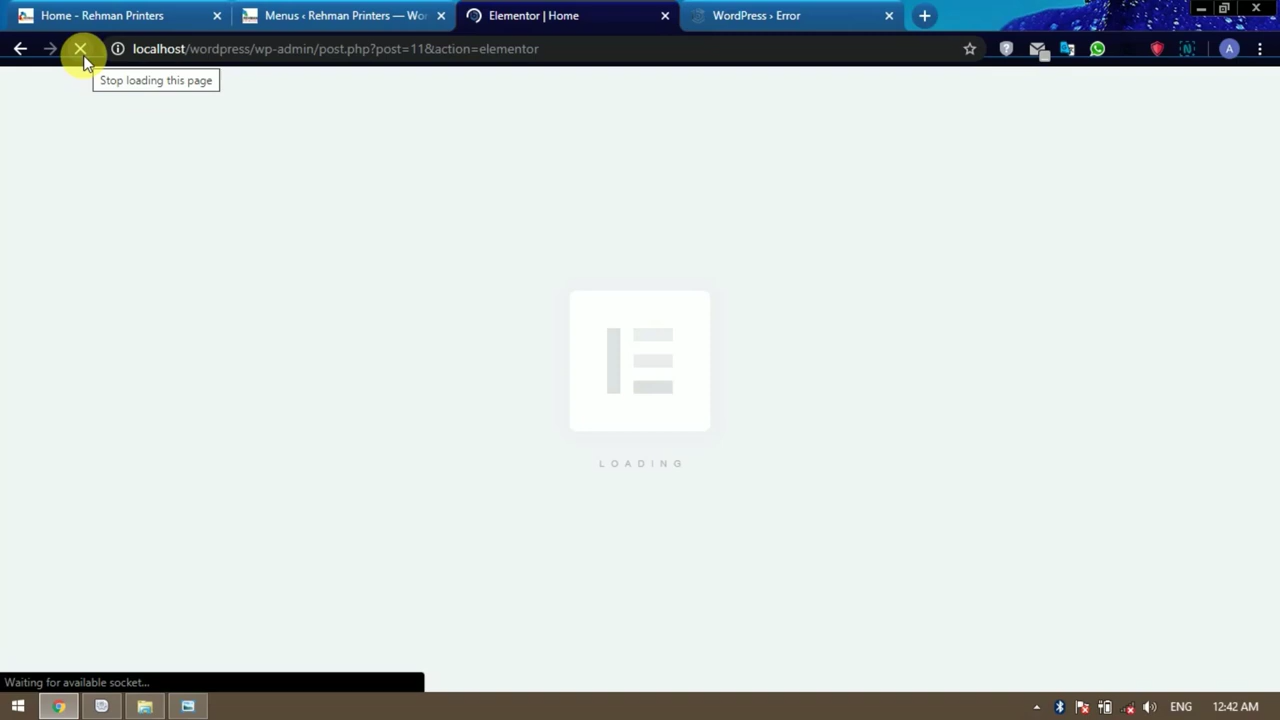 Home - Rehman Printers
Menus ‹ Rehman Printers — Wo
Elementor | Home
WordPress › Error
localhost/wordpress/wp-admin/post.php?post=11&action=elementor
A
Stop loading this page
LOADING
Waiting for available socket...
ENG
12:42 AM